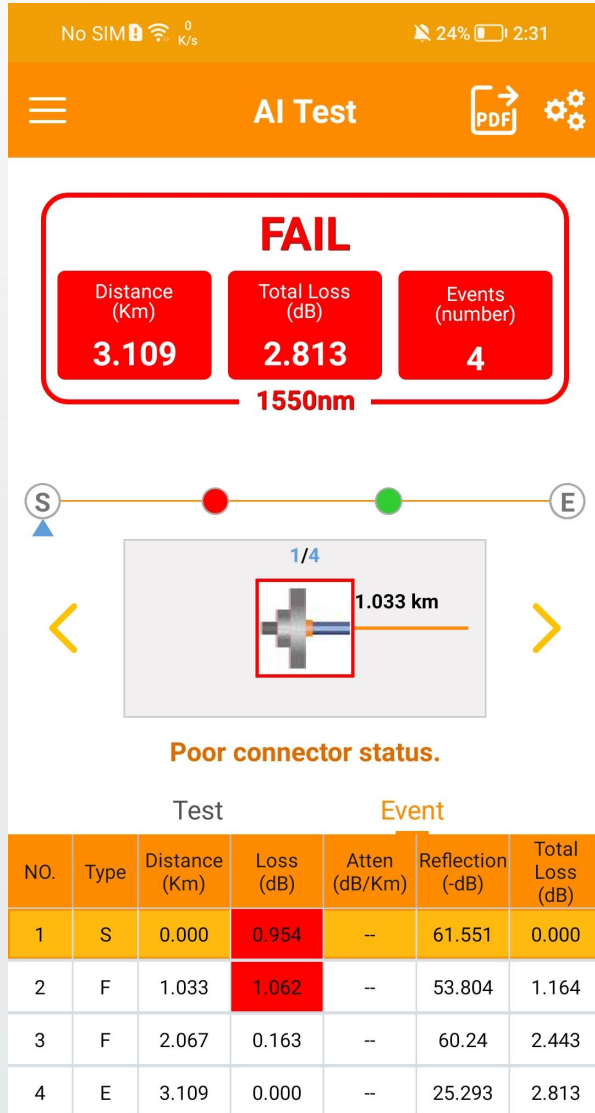 No SIM 0 K/s 24% 2:31
AI Test PDF
FAIL
Distance (Km) Total Loss (dB) Events (number)
3.109 2.813 4
1550nm
S E
1/4
1.033 km
Poor connector status.
Test Event
NO. Type Distance (Km) Loss (dB) Atten (dB/Km) Reflection (-dB) Total Loss (dB)
1 S 0.000 0.954 -- 61.551 0.000
2 F 1.033 1.062 -- 53.804 1.164
3 F 2.067 0.163 -- 60.24 2.443
4 E 3.109 0.000 -- 25.293 2.813